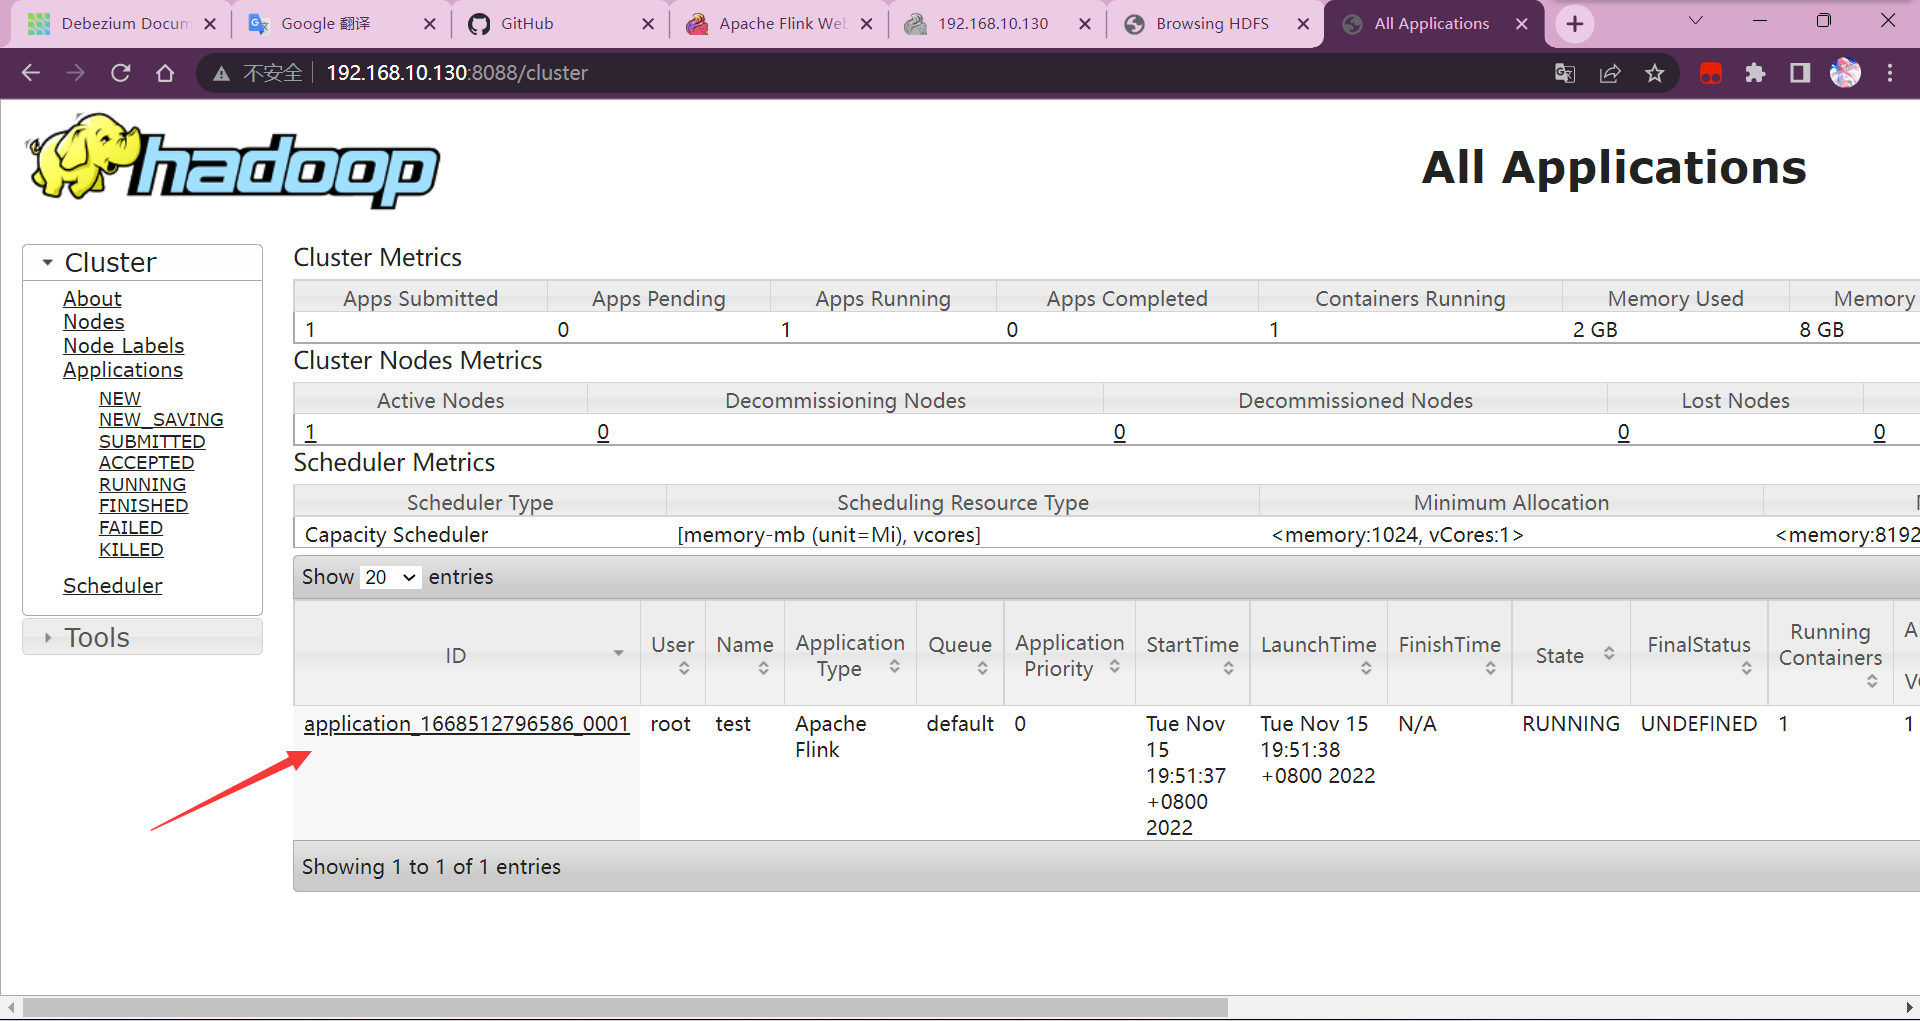 Debezium Docum
Google 翻译
GitHub
Apache Flink Web
192.168.10.130
Browsing HDFS
All Applications
不安全
192.168.10.130:8088/cluster
hadoop
All Applications
Cluster
About
Nodes
Node Labels
Applications
NEW
NEW_SAVING
SUBMITTED
ACCEPTED
RUNNING
FINISHED
FAILED
KILLED
Scheduler
Tools
Cluster Metrics
Apps Submitted Apps Pending Apps Running Apps Completed Containers Running Memory Used Memory
1 0 1 0 1 2 GB 8 GB
Cluster Nodes Metrics
Active Nodes Decommissioning Nodes Decommissioned Nodes Lost Nodes
1 0 0 0 0
Scheduler Metrics
Scheduler Type Scheduling Resource Type Minimum Allocation
Capacity Scheduler [memory-mb (unit=Mi), vcores] <memory:1024, vCores:1> <memory:8192
Show 20 entries
ID
User
Name
Application
Type
Queue
Application
Priority
StartTime
LaunchTime
FinishTime
State
FinalStatus
Running
Containers
A
application_1668512796586_0001
root
test
Apache
Flink
default
0
Tue Nov
15
19:51:37
+0800
2022
Tue Nov 15
19:51:38
+0800 2022
N/A
RUNNING
UNDEFINED
1
1
Showing 1 to 1 of 1 entries